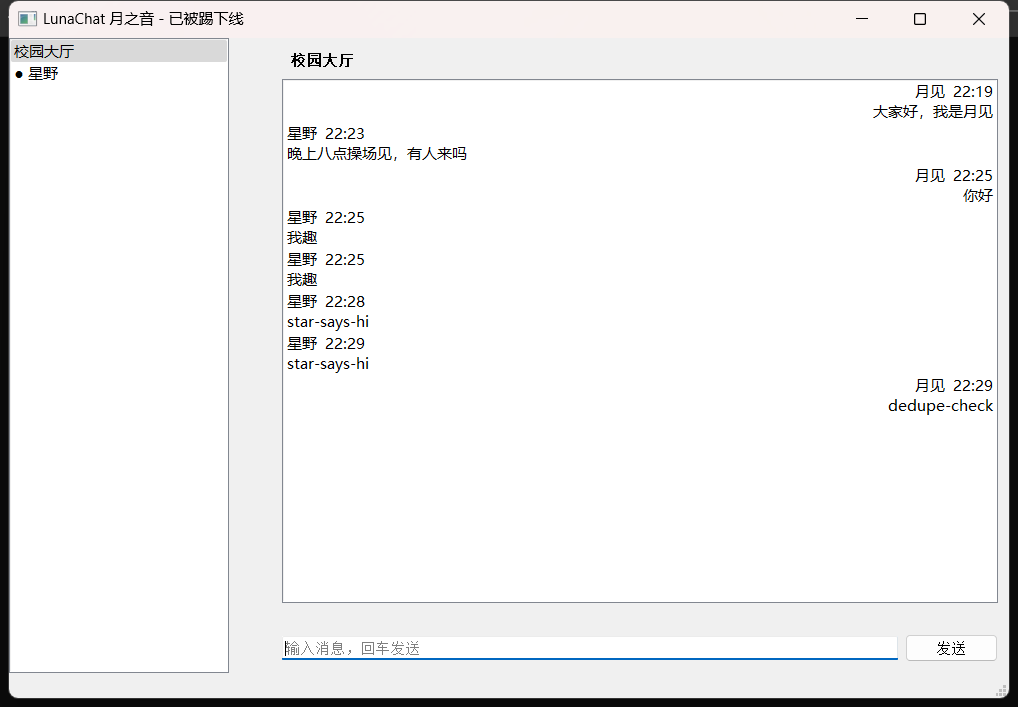 LunaChat 月之音 - 已被踢下线
校园大厅
● 星野
校园大厅
月见 22:19
大家好，我是月见
星野 22:23
晚上八点操场见，有人来吗
月见 22:25
你好
星野 22:25
我趣
星野 22:25
我趣
星野 22:28
star-says-hi
星野 22:29
star-says-hi
月见 22:29
dedupe-check
输入消息，回车发送
发送